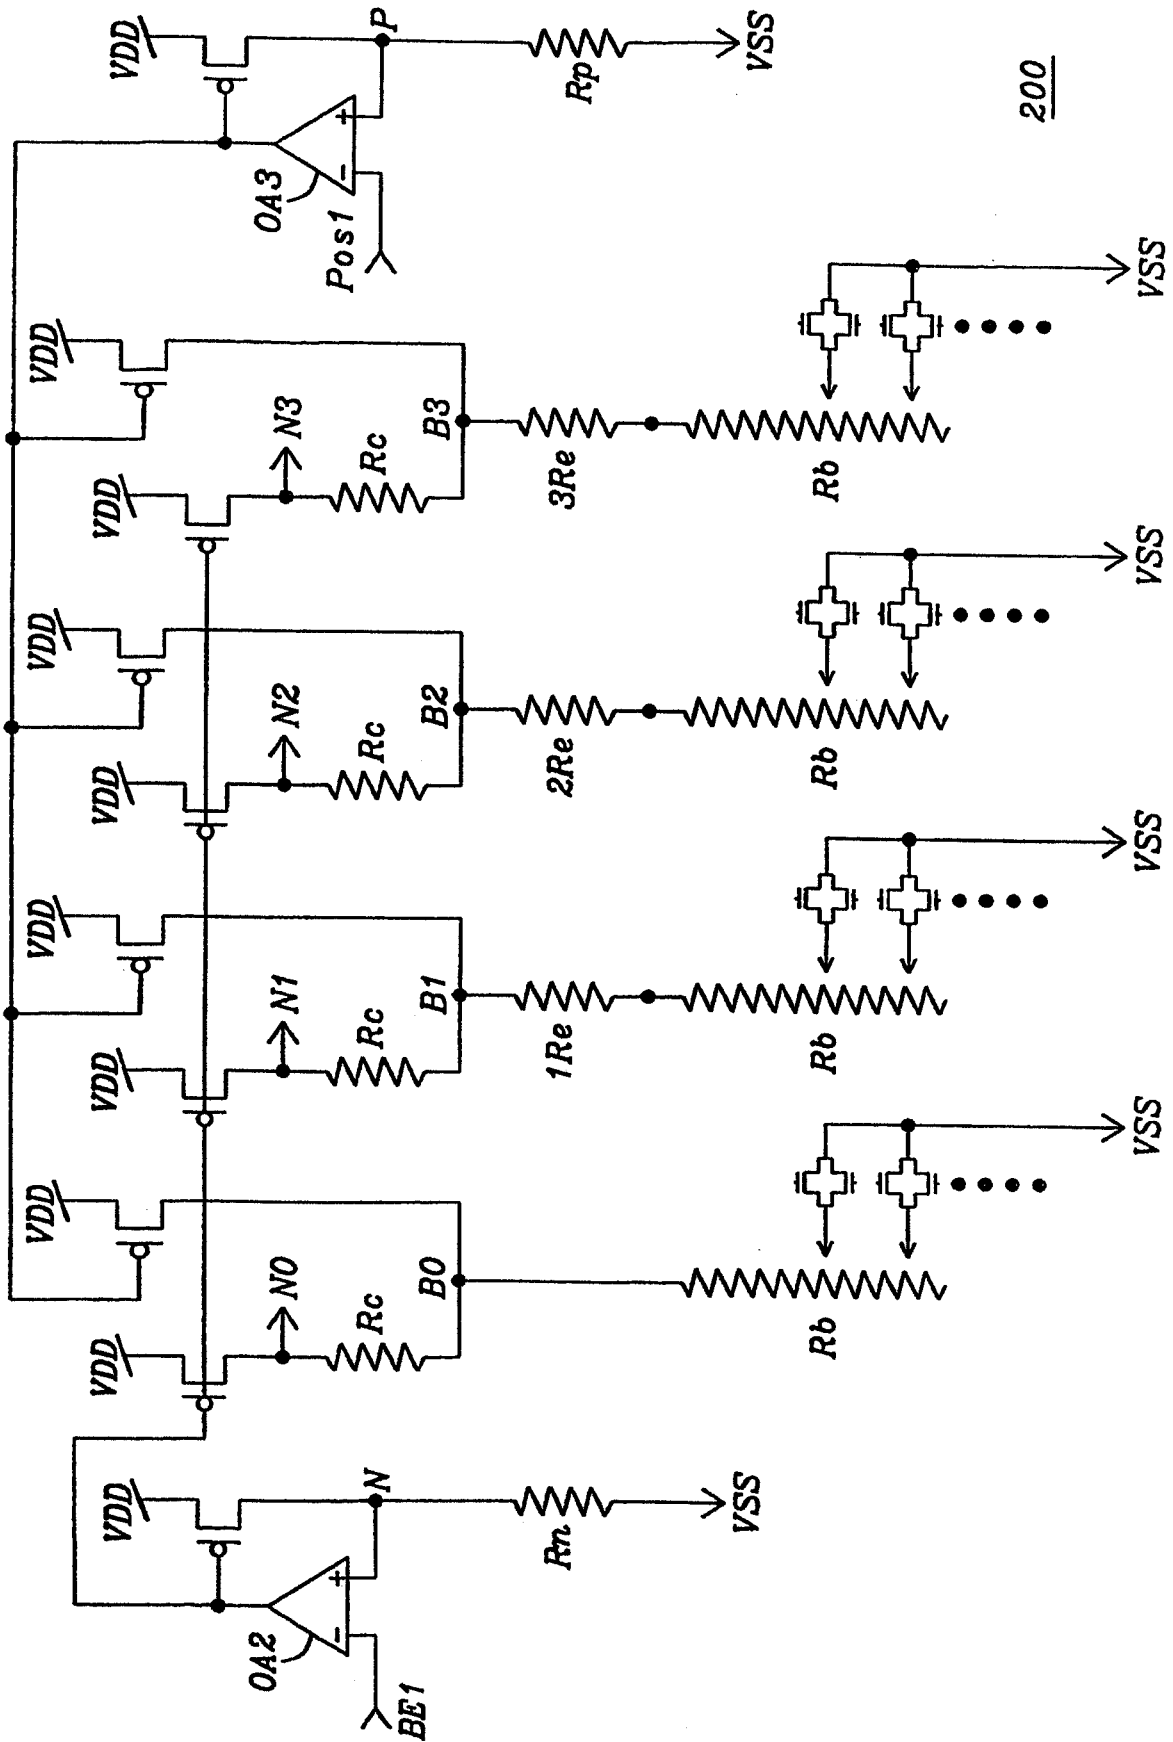 VDD
VDD
VDD
VDD
VDD
VDD
VDD
VDD
VDD
VDD
OA2
BE1
N
Rn
VSS
N0
Rc
B0
Rb
VSS
N1
Rc
B1
1Re
Rb
VSS
N2
Rc
B2
2Re
Rb
VSS
N3
Rc
B3
3Re
Rb
VSS
OA3
Pos1
P
Rp
VSS
+
−
+
−
200